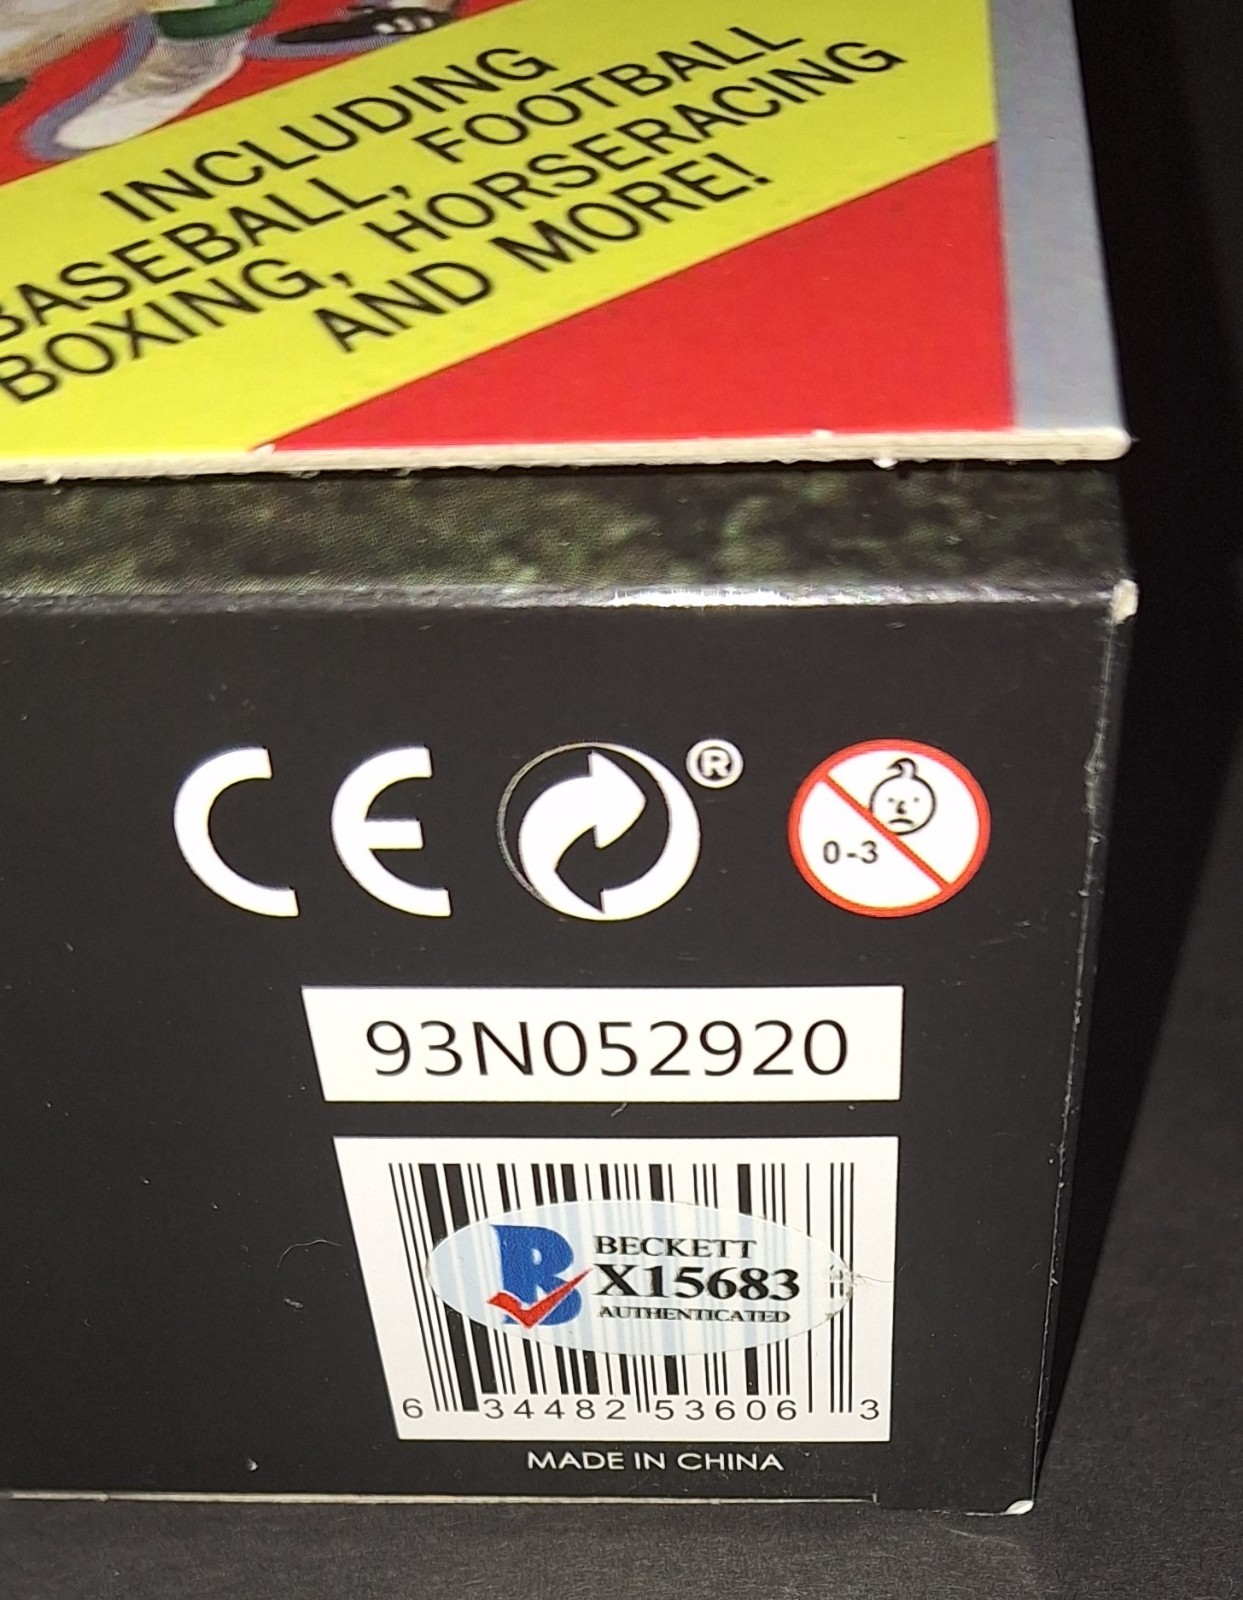 INCLUDING
BASEBALL, FOOTBALL
BOXING, HORSERACING
AND MORE!
CE ®
0-3
93N052920
BECKETT
X15683
AUTHENTICATED
6 34482 53606 3
MADE IN CHINA